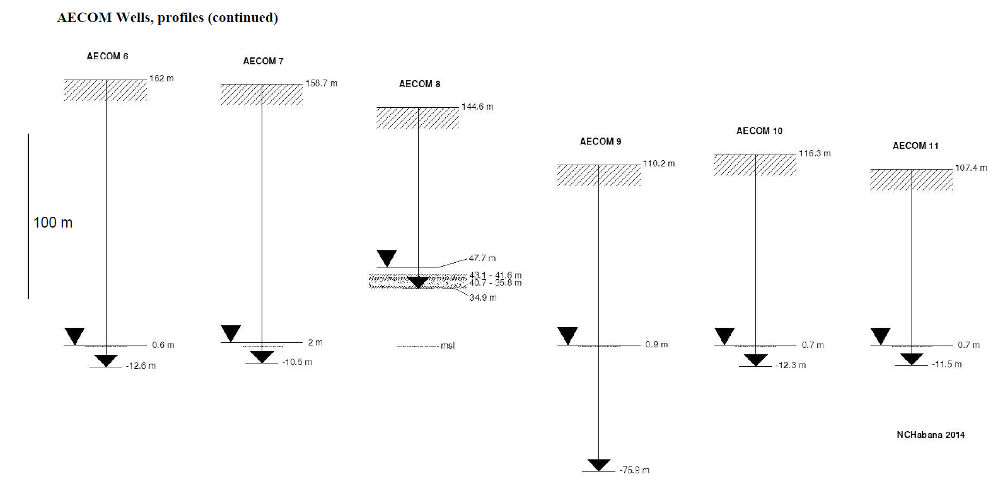 AECOM Wells, profiles (continued)
AECOM 6
162 m
0.6 m
-12.6 m
AECOM 7
158.7 m
2 m
-10.5 m
AECOM 8
144.6 m
47.7 m
43.1 - 41.6 m
40.7 - 35.8 m
34.9 m
msl
AECOM 9
110.2 m
0.9 m
-75.9 m
AECOM 10
116.3 m
0.7 m
-12.3 m
AECOM 11
107.4 m
0.7 m
-11.5 m
100 m
NCHabana 2014